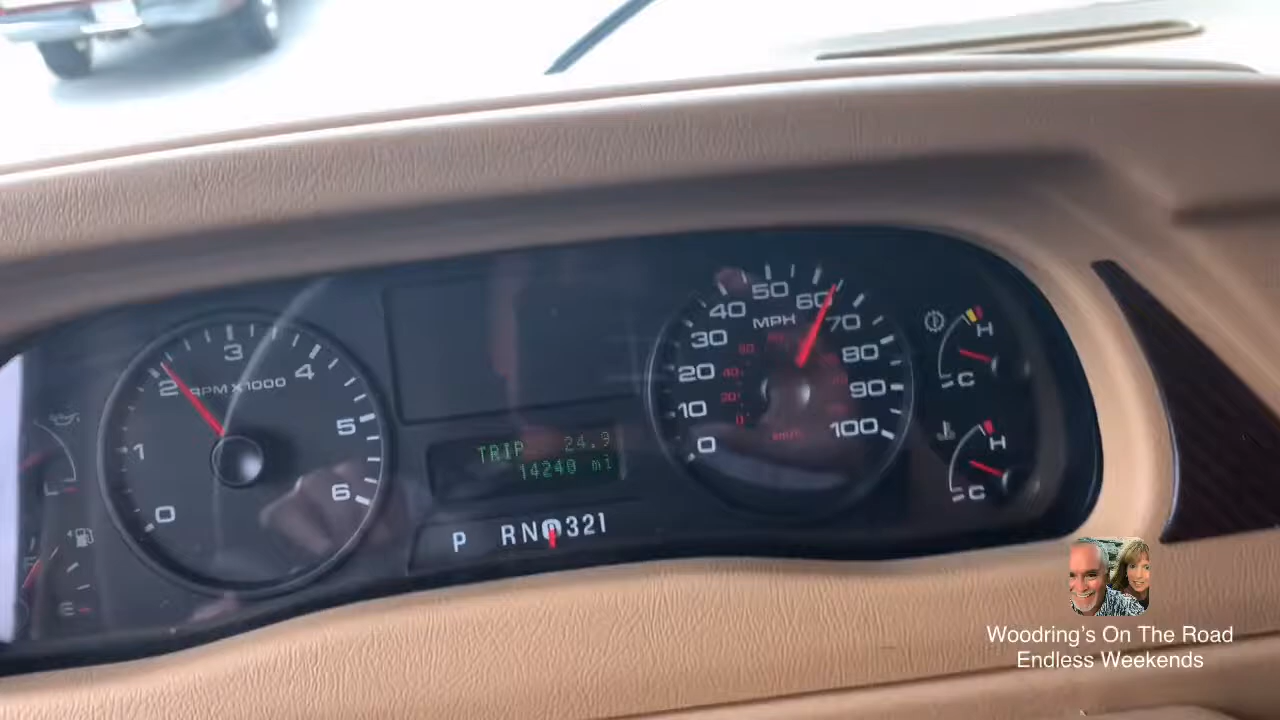 3
2
4
RPM X 1000
1
5
6
0
TRIP 24.9
14240 mi
P RN D 321
50
40
60
MPH
30
70
20
80
10
90
0
100
H
C
H
C
E
Woodring's On The Road
Endless Weekends